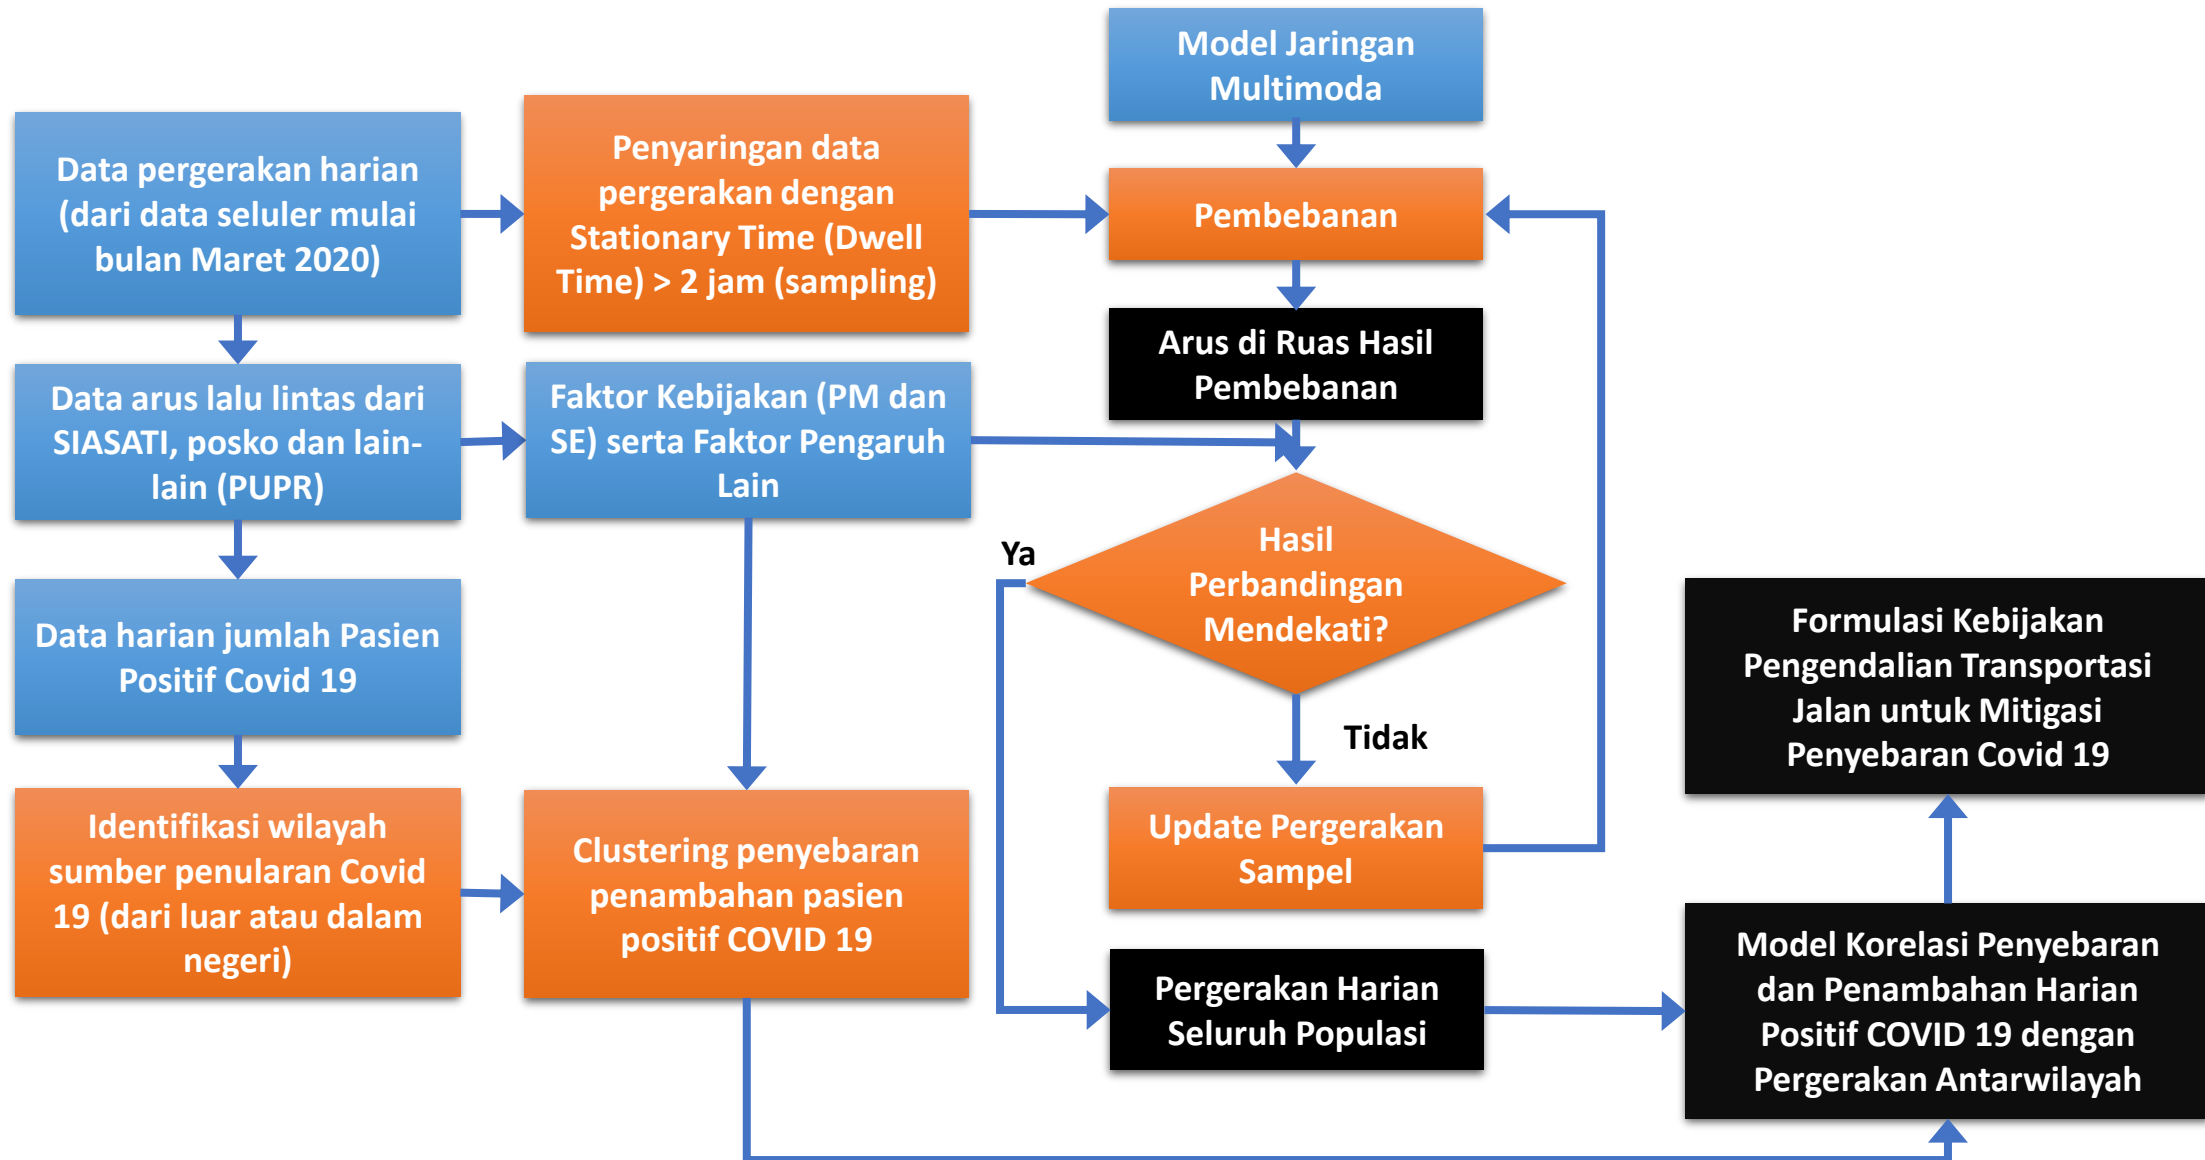 Model Jaringan
Multimoda
Data pergerakan harian
(dari data seluler mulai
bulan Maret 2020)
Penyaringan data
pergerakan dengan
Stationary Time (Dwell
Time) > 2 jam (sampling)
Pembebanan
Arus di Ruas Hasil
Pembebanan
Data arus lalu lintas dari
SIASATI, posko dan lain-
lain (PUPR)
Faktor Kebijakan (PM dan
SE) serta Faktor Pengaruh
Lain
Hasil
Perbandingan
Mendekati?
Ya
Tidak
Data harian jumlah Pasien
Positif Covid 19
Formulasi Kebijakan
Pengendalian Transportasi
Jalan untuk Mitigasi
Penyebaran Covid 19
Identifikasi wilayah
sumber penularan Covid
19 (dari luar atau dalam
negeri)
Clustering penyebaran
penambahan pasien
positif COVID 19
Update Pergerakan
Sampel
Pergerakan Harian
Seluruh Populasi
Model Korelasi Penyebaran
dan Penambahan Harian
Positif COVID 19 dengan
Pergerakan Antarwilayah